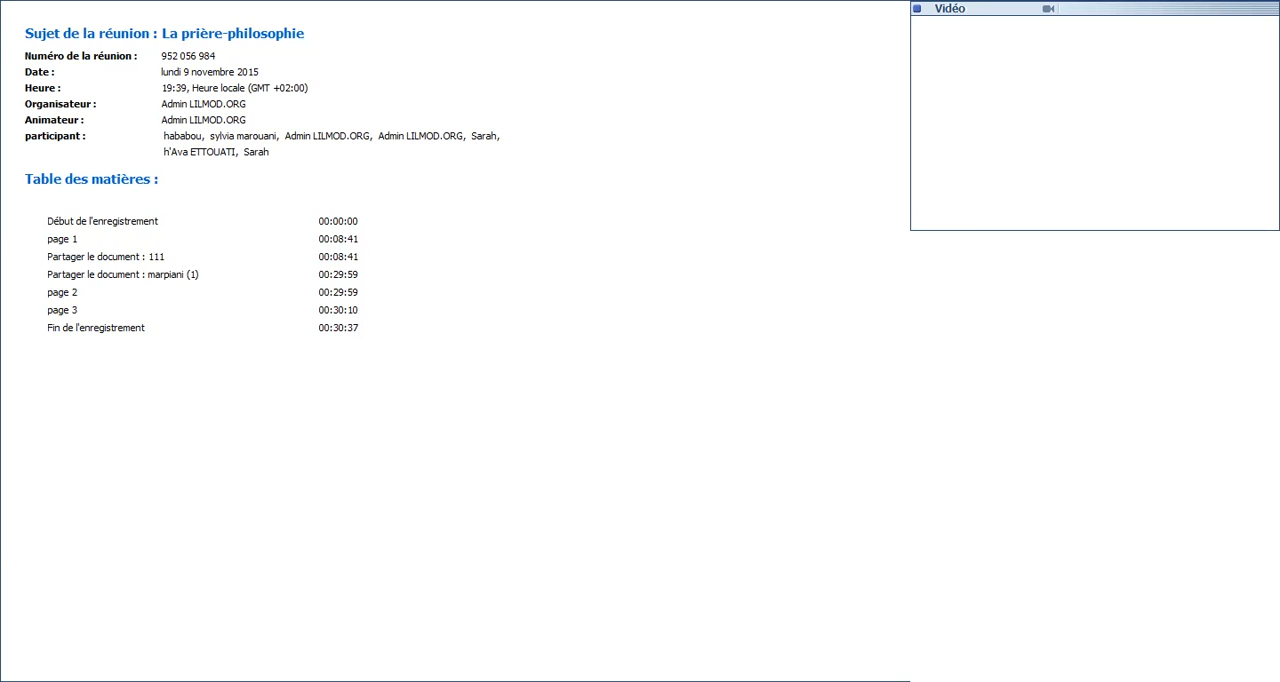 Sujet de la réunion : La prière-philosophie
Numéro de la réunion : 952 056 984
Date : lundi 9 novembre 2015
Heure : 19:39, Heure locale (GMT +02:00)
Organisateur : Admin LILMOD.ORG
Animateur : Admin LILMOD.ORG
participant : hababou, sylvia marouani, Admin LILMOD.ORG, Admin LILMOD.ORG, Sarah,
h'Ava ETTOUATI, Sarah
Table des matières :
Début de l'enregistrement 00:00:00
page 1 00:08:41
Partager le document : 111 00:08:41
Partager le document : marpiani (1) 00:29:59
page 2 00:29:59
page 3 00:30:10
Fin de l'enregistrement 00:30:37
Vidéo